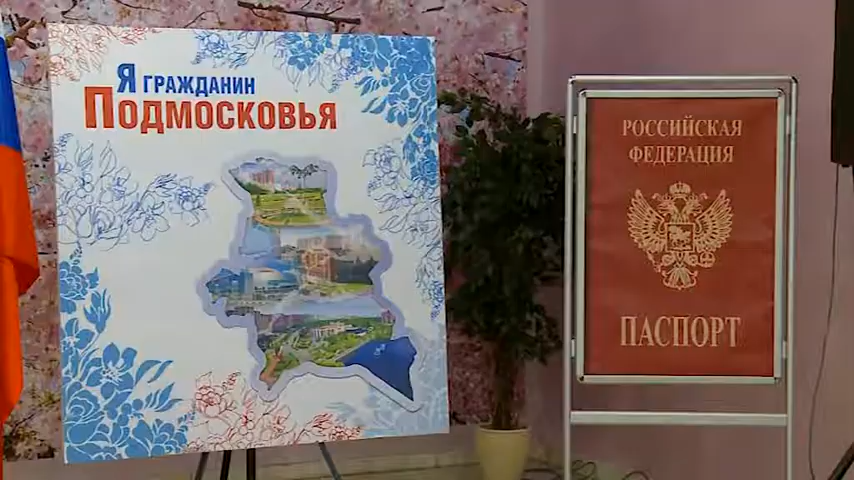 Я ГРАЖДАНИН
ПОДМОСКОВЬЯ
РОССИЙСКАЯ
ФЕДЕРАЦИЯ
ПАСПОРТ